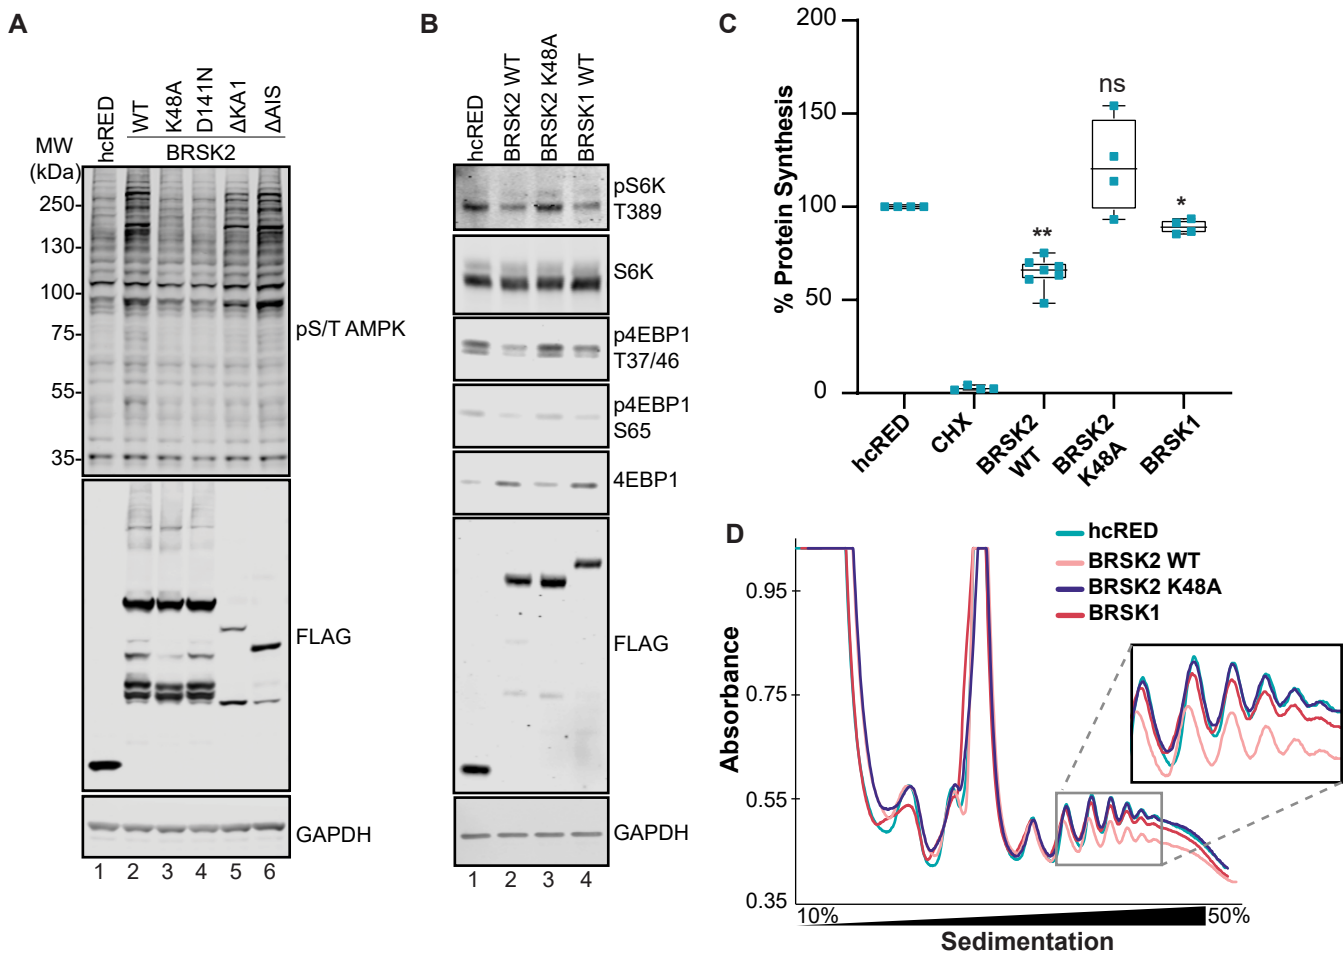 A
hcRED
WT
K48A
D141N
ΔKA1
ΔAIS
BRSK2
MW
(kDa)
250-
130-
100-
75-
55-
35-
pS/T AMPK
FLAG
GAPDH
1 2 3 4 5 6
B
hcRED
BRSK2 WT
BRSK2 K48A
BRSK1 WT
pS6K
T389
S6K
p4EBP1
T37/46
p4EBP1
S65
4EBP1
FLAG
GAPDH
1 2 3 4
C
% Protein Synthesis
200
150
100
50
0
**
ns
*
hcRED
CHX
BRSK2
WT
BRSK2
K48A
BRSK1
D
hcRED
BRSK2 WT
BRSK2 K48A
BRSK1
Absorbance
0.95
0.75
0.55
0.35
10%
50%
Sedimentation